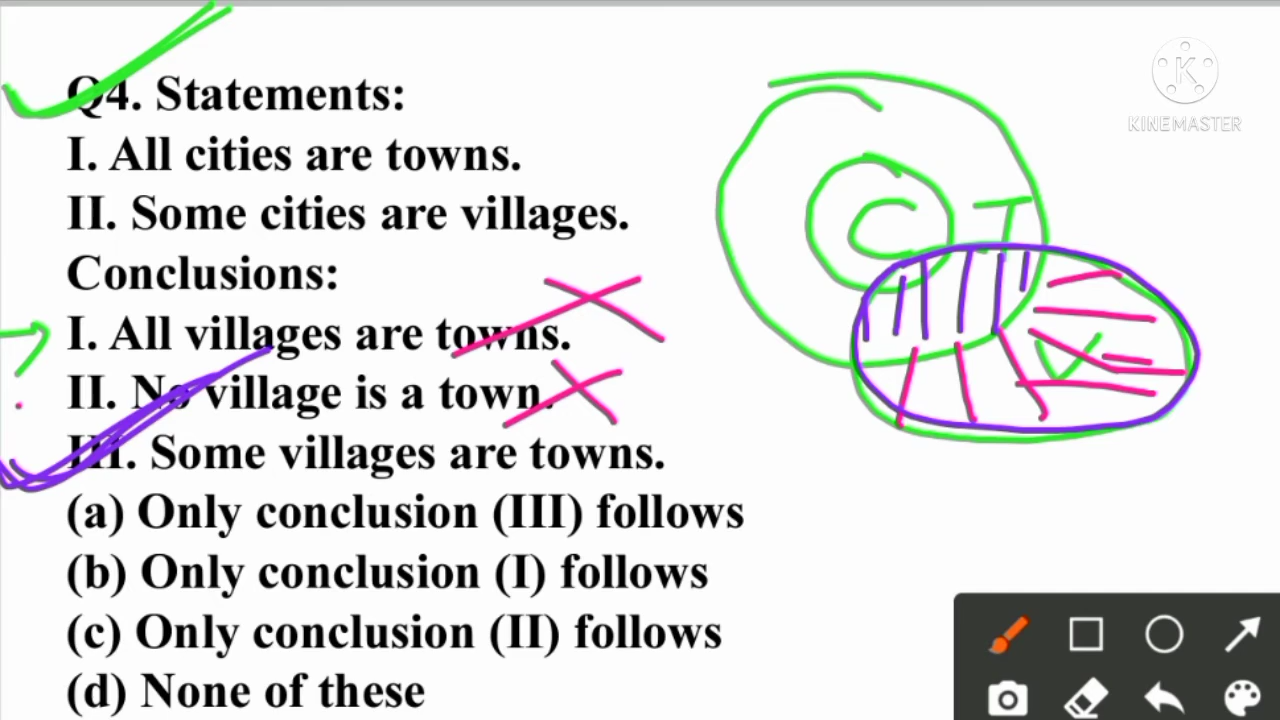 Q4. Statements:
I. All cities are towns.
II. Some cities are villages.
Conclusions:
I. All villages are towns.
II. No village is a town.
III. Some villages are towns.
(a) Only conclusion (III) follows
(b) Only conclusion (I) follows
(c) Only conclusion (II) follows
(d) None of these
C
T
V
K
KINEMASTER